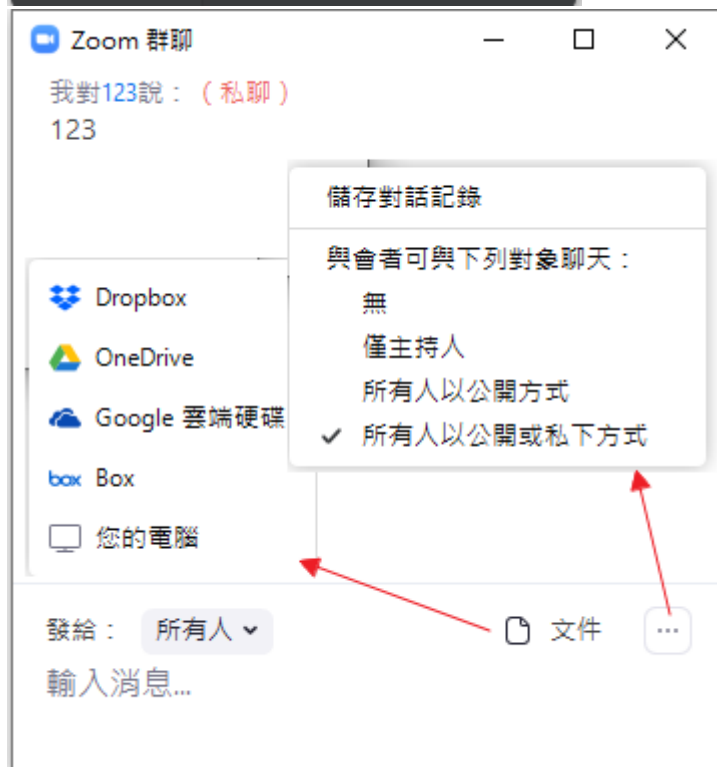 Zoom 群聊
我對123說：（私聊）
123
儲存對話記錄
與會者可與下列對象聊天：
無
僅主持人
所有人以公開方式
✓ 所有人以公開或私下方式
Dropbox
OneDrive
Google 雲端硬碟
box Box
您的電腦
發給： 所有人
文件
...
輸入消息...